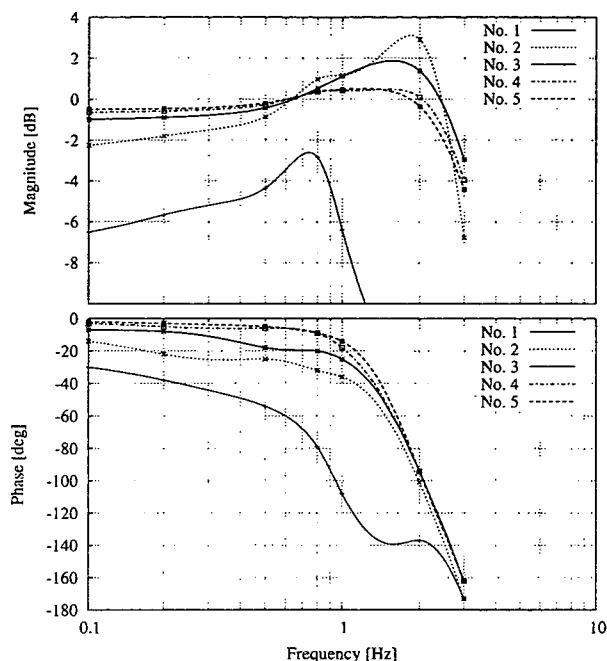 4
2
0
-2
-4
-6
-8
Magnitude [dB]
No. 1
No. 2
No. 3
No. 4
No. 5
0
-20
-40
-60
-80
-100
-120
-140
-160
-180
Phase [deg]
No. 1
No. 2
No. 3
No. 4
No. 5
0.1
1
10
Frequency [Hz]